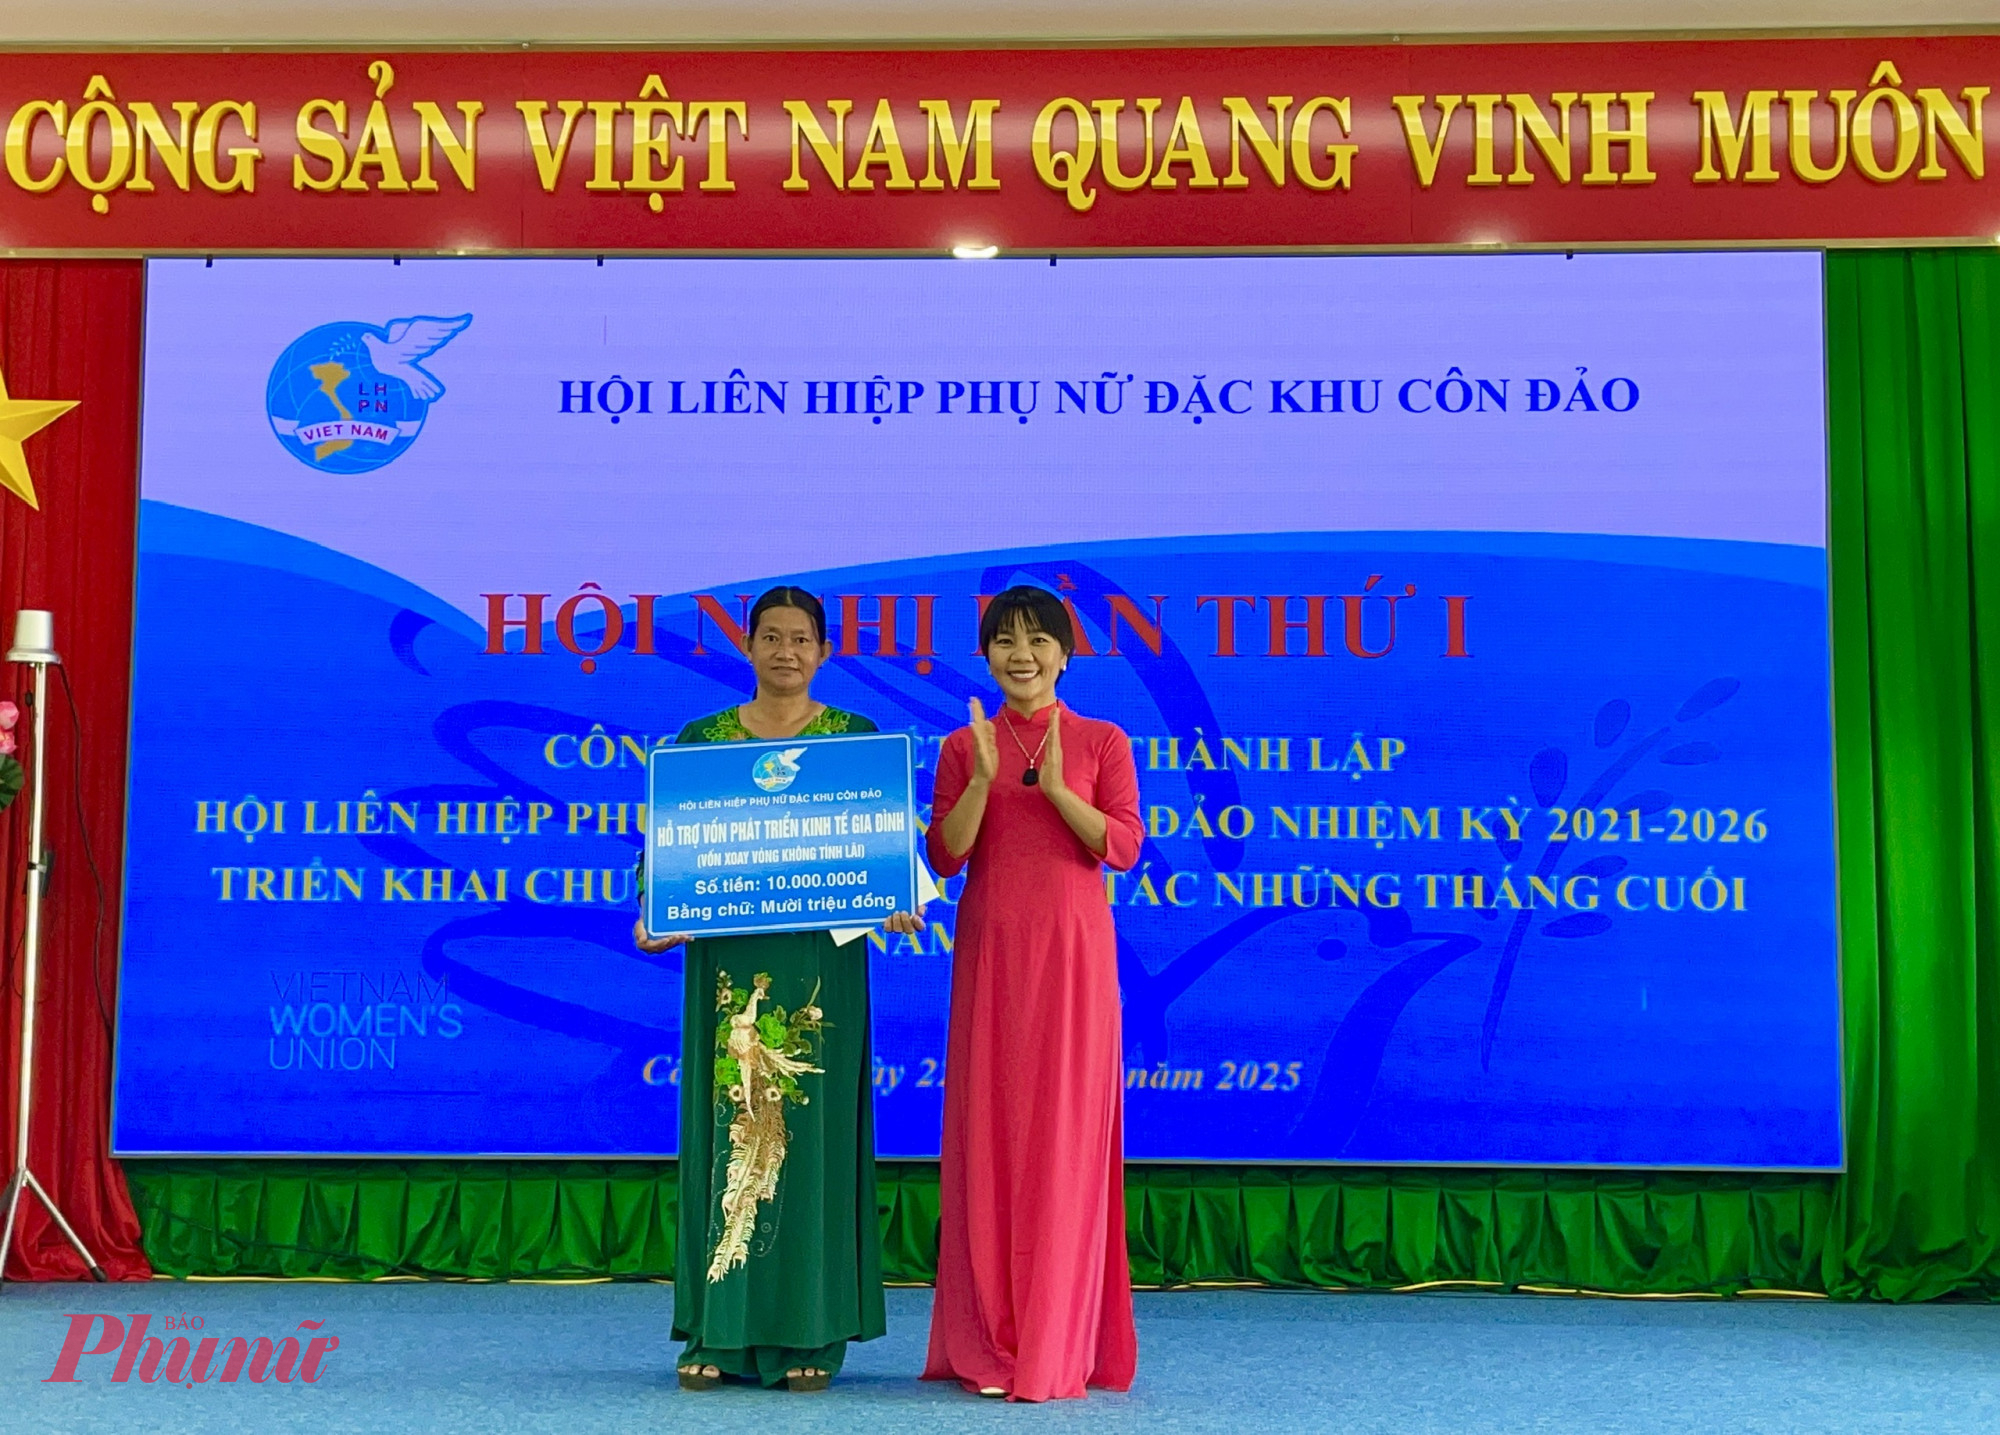 CỘNG SẢN VIỆT NAM QUANG VINH MUÔN
LH
PN
VIET NAM
HỘI LIÊN HIỆP PHỤ NỮ ĐẶC KHU CÔN ĐẢO
HỘI NGHỊ LẦN THỨ I
CÔNG THÀNH LẬP
HỘI LIÊN HIỆP PHỤ ĐẢO NHIỆM KỲ 2021-2026
TRIỂN KHAI TÁC NHỮNG THÁNG CUỐI
NĂM
năm 2025
VIETNAM
WOMEN'S
UNION
HỘI LIÊN HIỆP PHỤ NỮ ĐẶC KHU CÔN ĐẢO
HỖ TRỢ VỐN PHÁT TRIỂN KINH TẾ GIA ĐÌNH
(VỐN XOAY VÒNG KHÔNG TÍNH LÃI)
Số tiền: 10.000.000đ
Bằng chữ: Mười triệu đồng
BÁO
Phụ nữ